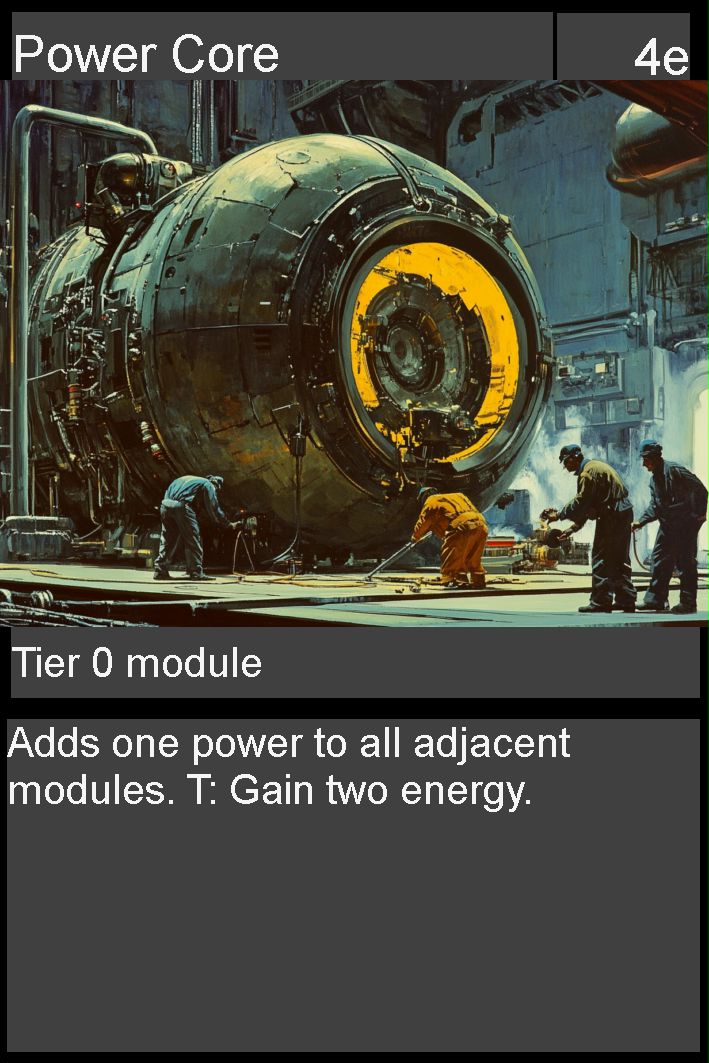 Power Core
4e
Tier 0 module
Adds one power to all adjacent
modules. T: Gain two energy.